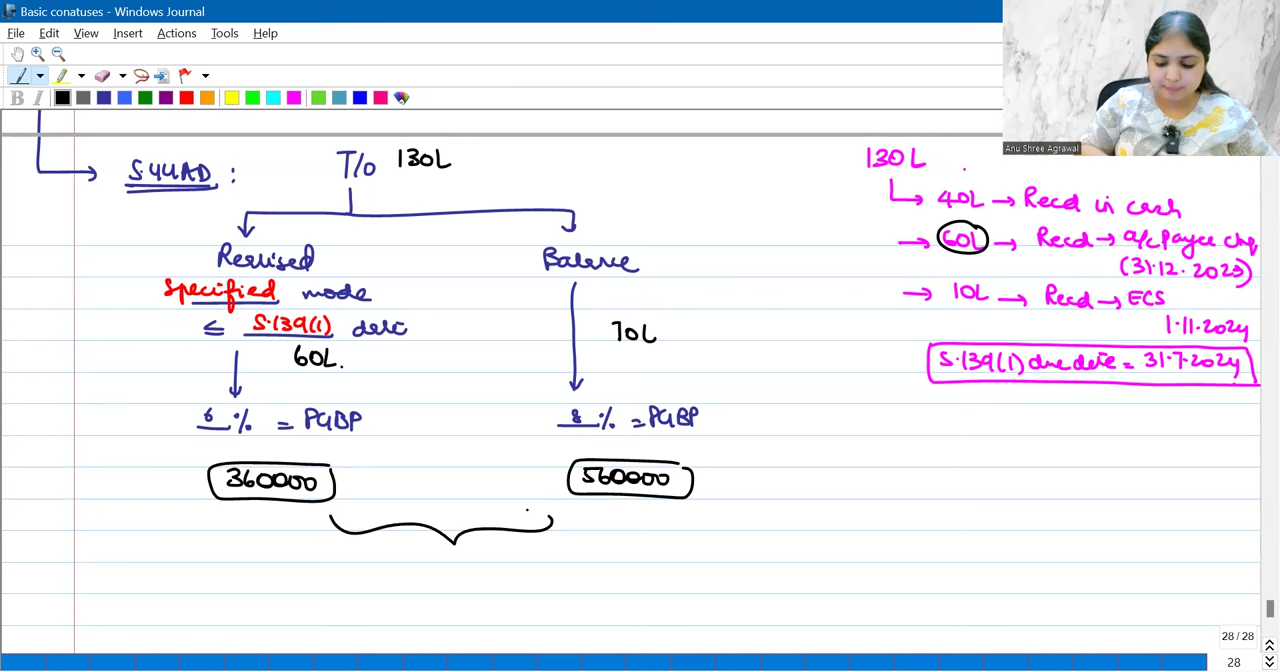 Basic conatuses - Windows Journal
File Edit View Insert Actions Tools Help
B I
Anu Shree Agrawal
S44AD :
T/O 130L
Realised
Specified mode
≤ S.139(1) date
60L.
6 % = PGBP
360000
Balance
70L
8 % = PGBP
560000
130L
→ 40L → Recd in cash
→ 60L → Recd → a/c Payee chq
(31.12.2023)
→ 10L → Recd → ECS
1.11.2024
S.139(1) due date = 31.7.2024
28 / 28
28